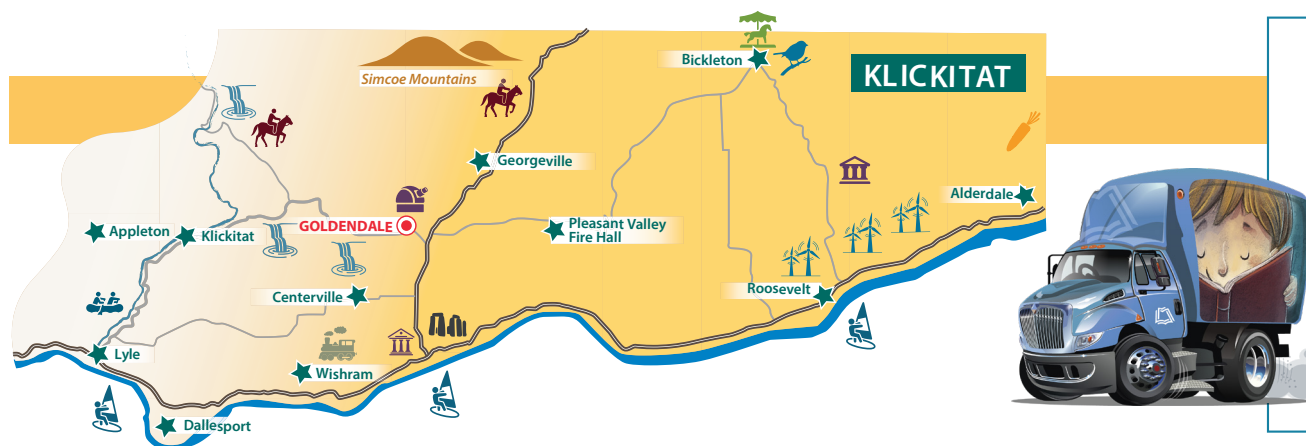 Bickleton
Simcoe Mountains
KLICKITAT
Georgeville
Alderdale
GOLDENDALE
Pleasant Valley
Fire Hall
Appleton
Klickitat
Roosevelt
Centerville
Lyle
Wishram
Dallesport